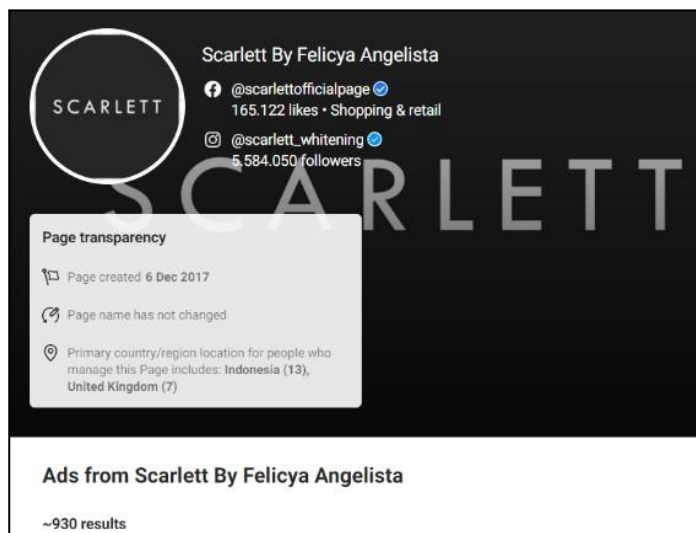 SCARLETT
Scarlett By Felicya Angelista
@scarlettofficialpage
165.122 likes • Shopping & retail
@scarlett_whitening
5.584.050 followers
SCARLETT
Page transparency
Page created 6 Dec 2017
Page name has not changed
Primary country/region location for people who
manage this Page includes: Indonesia (13),
United Kingdom (7)
Ads from Scarlett By Felicya Angelista
~930 results